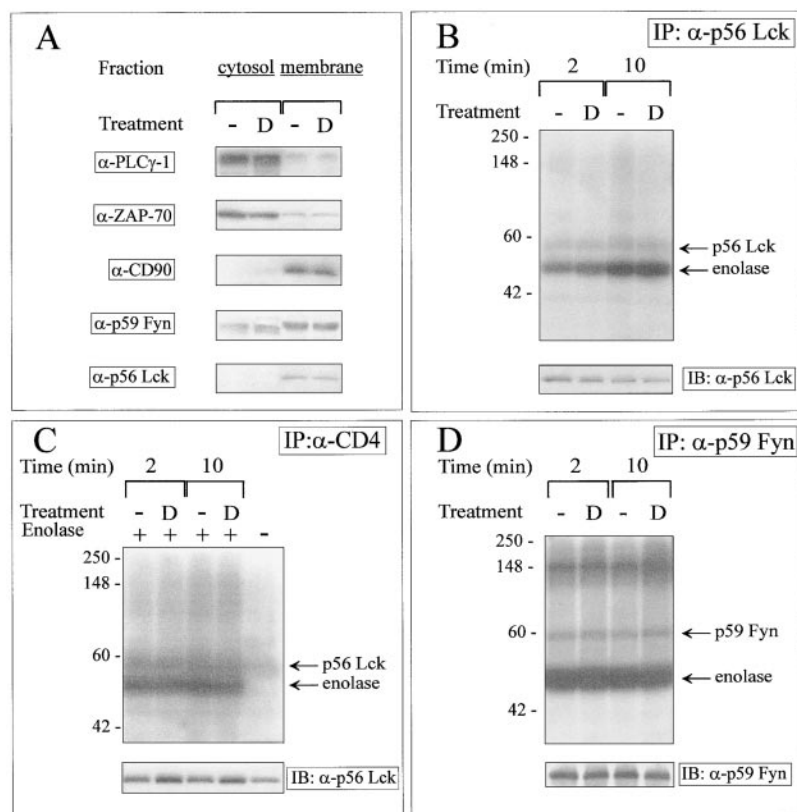 A
Fraction cytosol membrane
Treatment - D - D
α-PLCγ-1
α-ZAP-70
α-CD90
α-p59 Fyn
α-p56 Lck
B
IP: α-p56 Lck
Time (min) 2 10
Treatment - D - D
250 -
148 -
60 -
p56 Lck
enolase
42 -
IB: α-p56 Lck
C
IP:α-CD4
Time (min) 2 10
Treatment - D - D
Enolase + + + + -
250 -
148 -
60 -
p56 Lck
enolase
42 -
IB: α-p56 Lck
D
IP: α-p59 Fyn
Time (min) 2 10
Treatment - D - D
250 -
148 -
60 -
p59 Fyn
enolase
42 -
IB: α-p59 Fyn